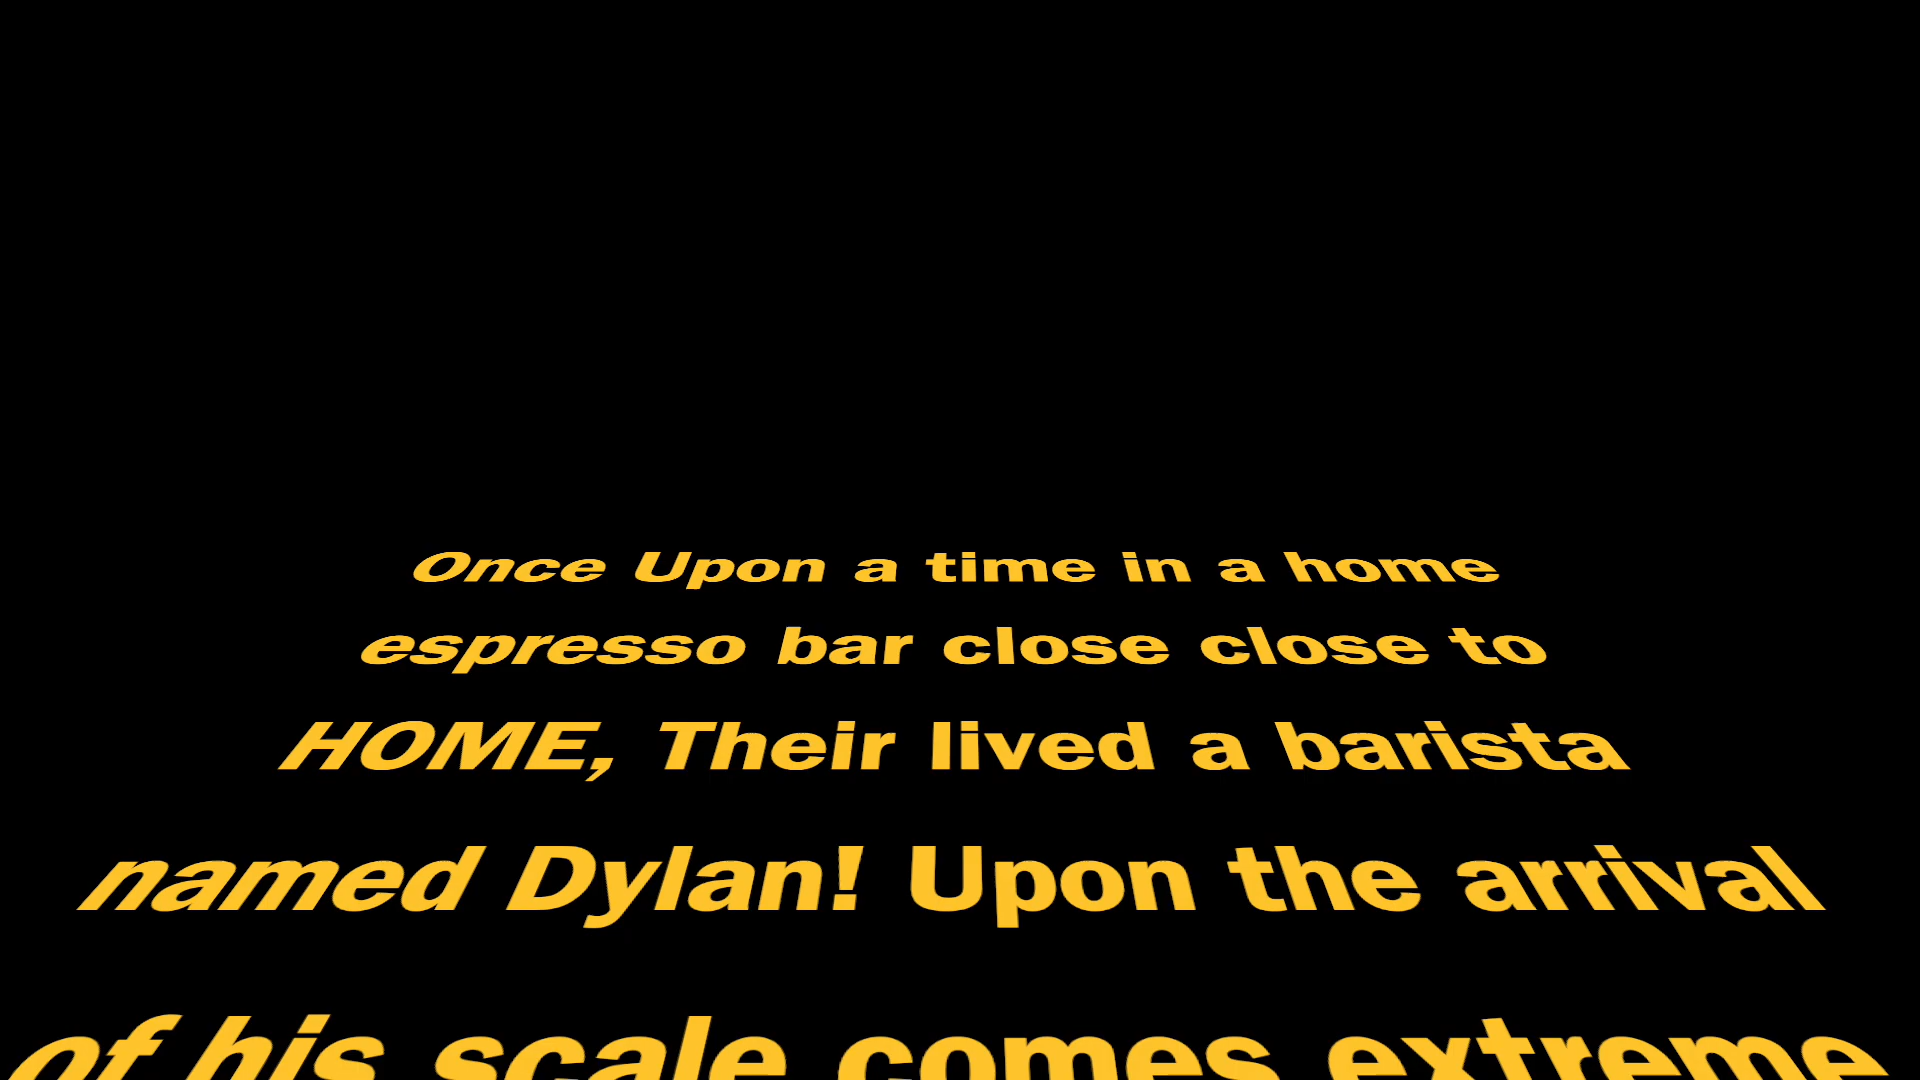 Once Upon a time in a home
espresso bar close close to
HOME, Their lived a barista
named Dylan! Upon the arrival
of his scale comes extreme